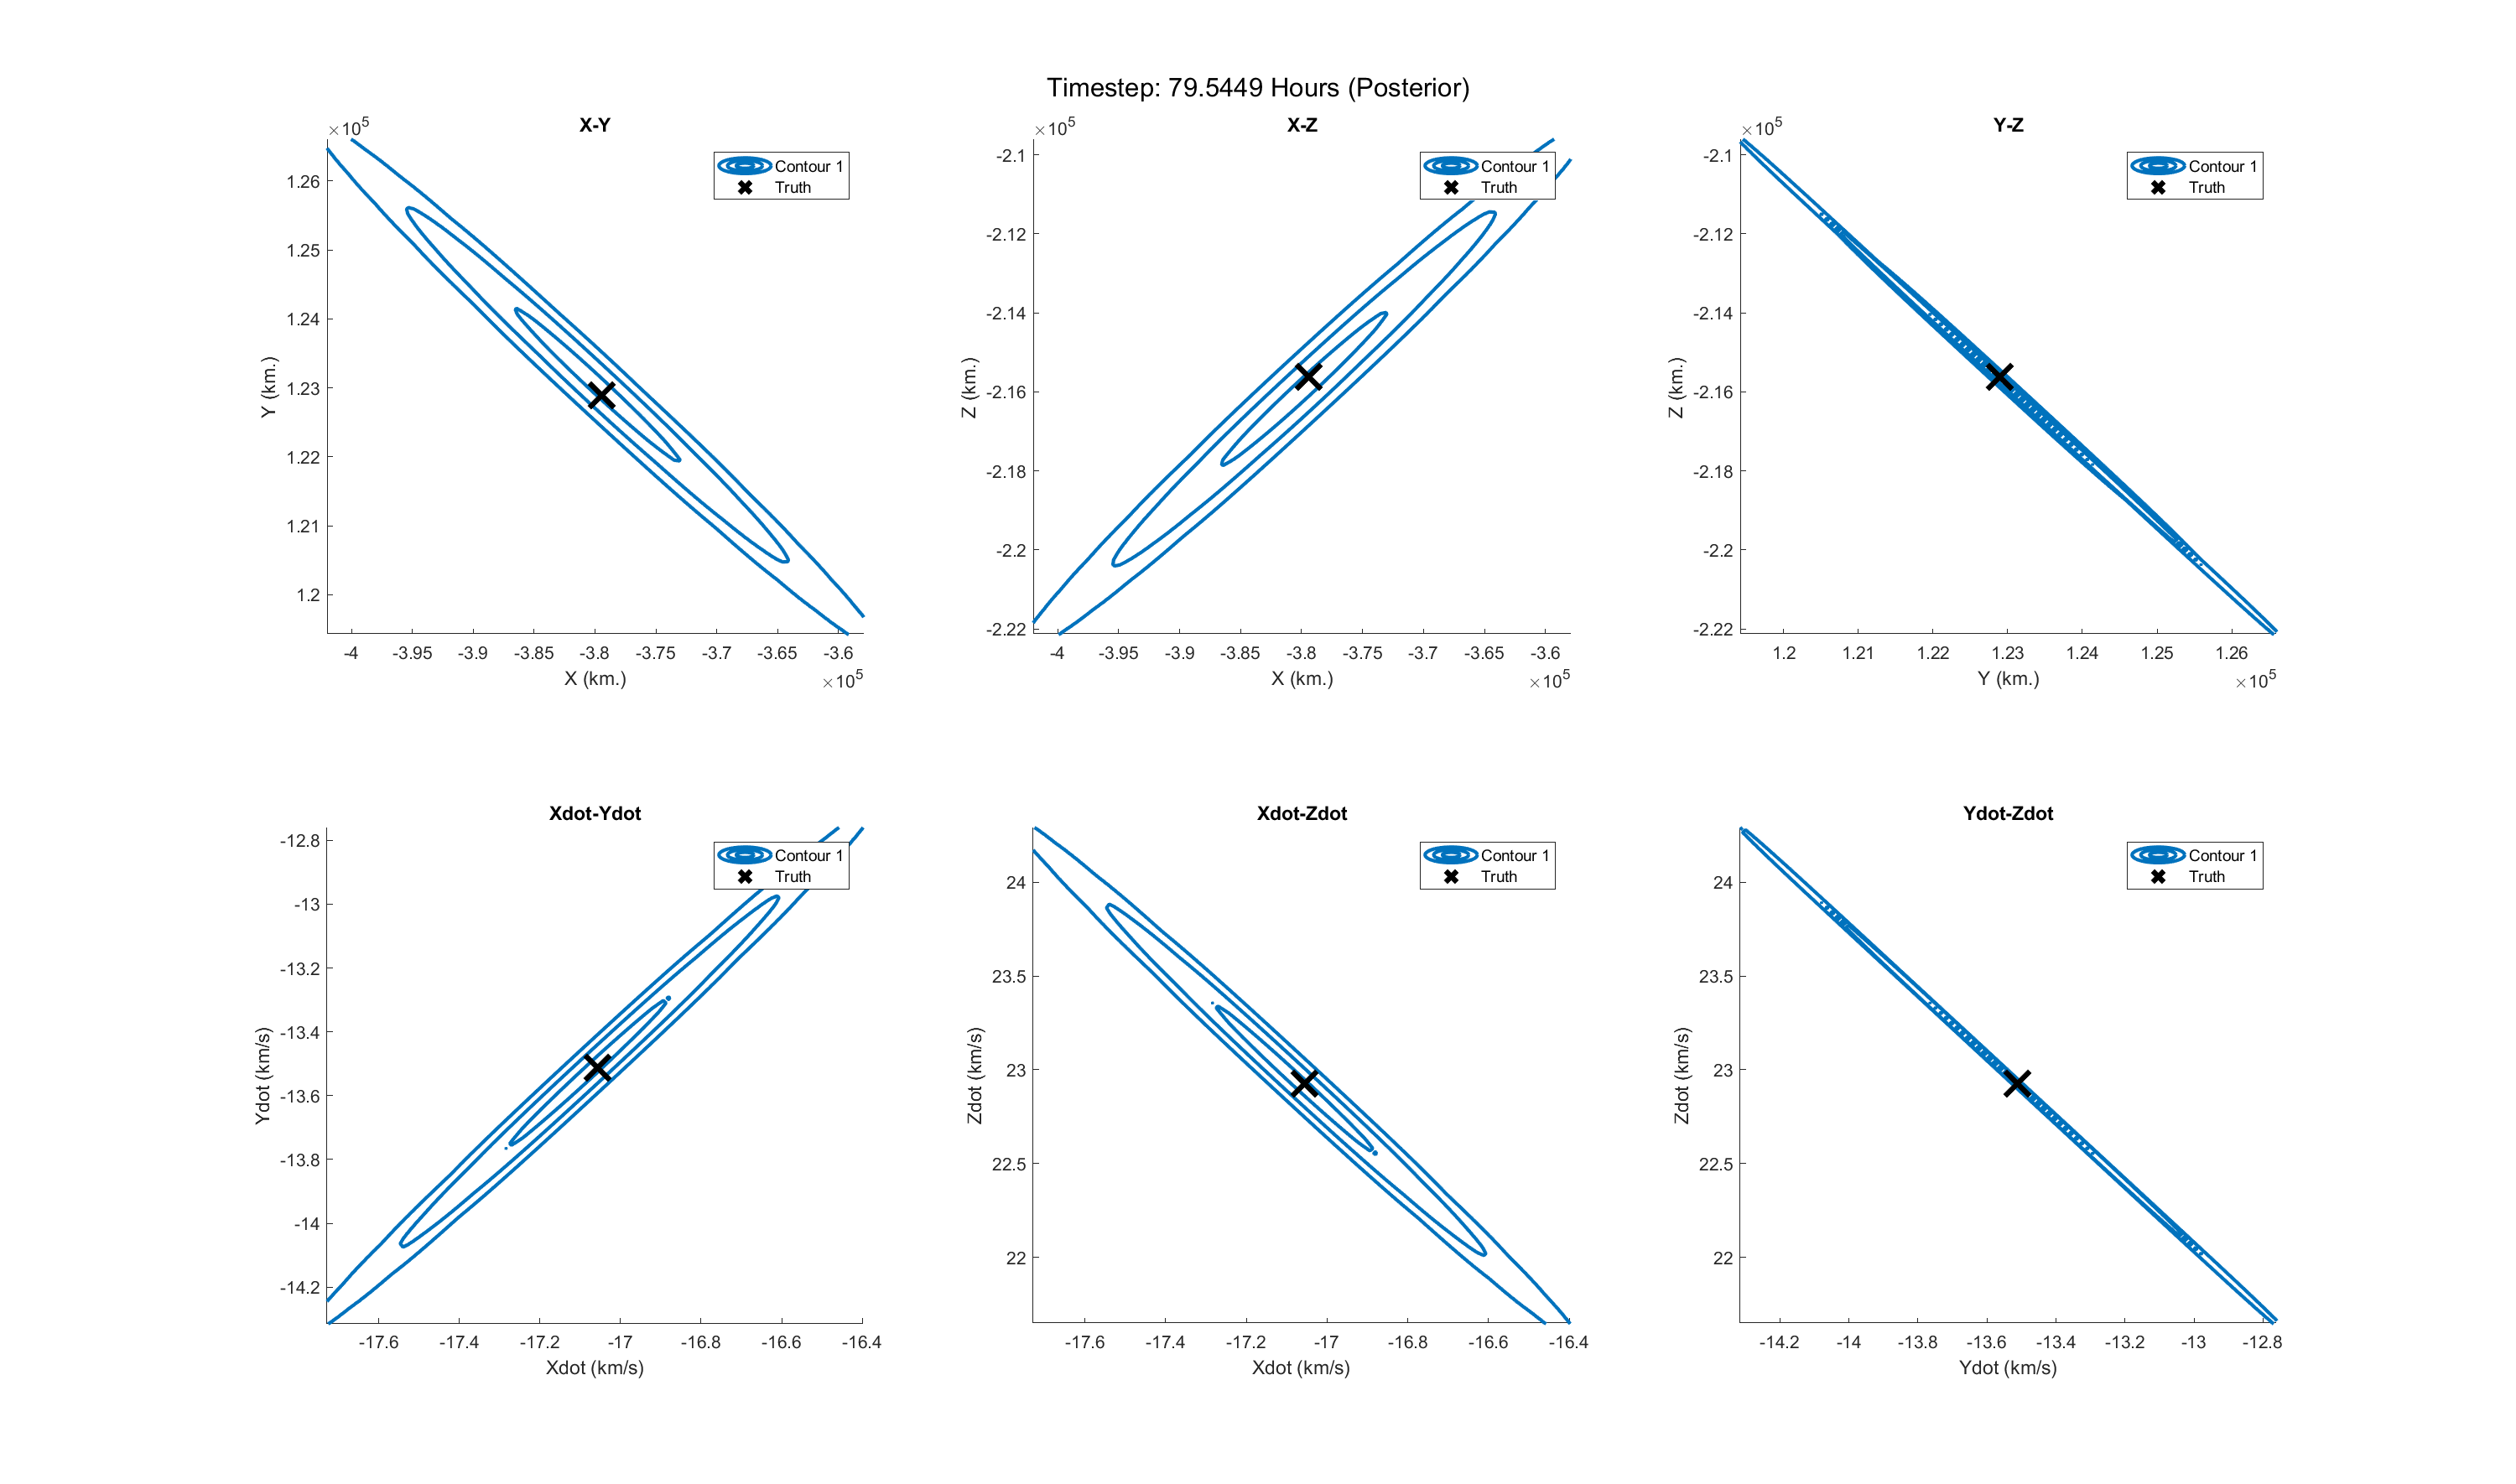 Timestep: 79.5449 Hours (Posterior)
X-Y
×10^5
1.26
1.25
1.24
1.23
1.22
1.21
1.2
Y (km.)
-4 -3.95 -3.9 -3.85 -3.8 -3.75 -3.7 -3.65 -3.6
X (km.)
×10^5
Contour 1
Truth
X-Z
×10^5
-2.1
-2.12
-2.14
-2.16
-2.18
-2.2
-2.22
Z (km.)
-4 -3.95 -3.9 -3.85 -3.8 -3.75 -3.7 -3.65 -3.6
X (km.)
×10^5
Contour 1
Truth
Y-Z
×10^5
-2.1
-2.12
-2.14
-2.16
-2.18
-2.2
-2.22
Z (km.)
1.2 1.21 1.22 1.23 1.24 1.25 1.26
Y (km.)
×10^5
Contour 1
Truth
Xdot-Ydot
-12.8
-13
-13.2
-13.4
-13.6
-13.8
-14
-14.2
Ydot (km/s)
-17.6 -17.4 -17.2 -17 -16.8 -16.6 -16.4
Xdot (km/s)
Contour 1
Truth
Xdot-Zdot
24
23.5
23
22.5
22
Zdot (km/s)
-17.6 -17.4 -17.2 -17 -16.8 -16.6 -16.4
Xdot (km/s)
Contour 1
Truth
Ydot-Zdot
24
23.5
23
22.5
22
Zdot (km/s)
-14.2 -14 -13.8 -13.6 -13.4 -13.2 -13 -12.8
Ydot (km/s)
Contour 1
Truth